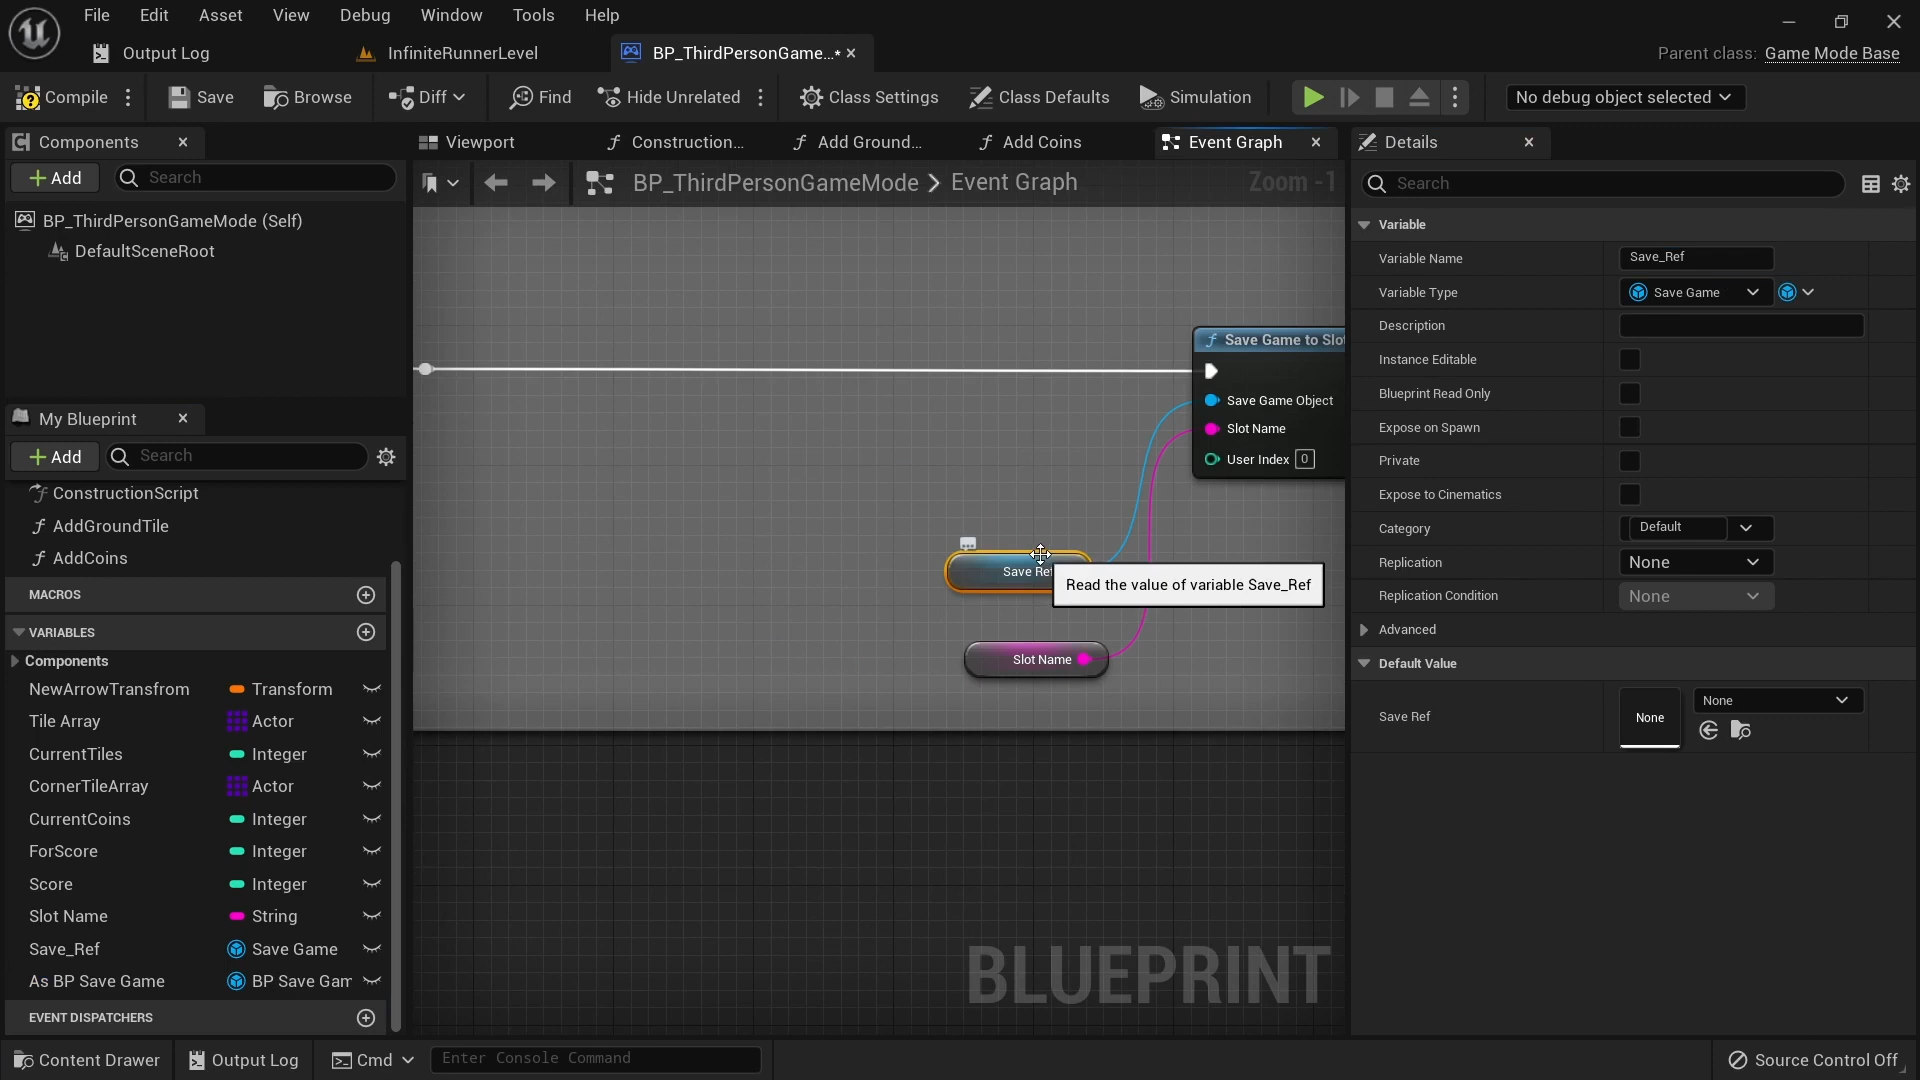 File Edit Asset View Debug Window Tools Help
Output Log InfiniteRunnerLevel BP_ThirdPersonGame...* Parent class: Game Mode Base
Compile Save Browse Diff Find Hide Unrelated Class Settings Class Defaults Simulation No debug object selected
Components Viewport Construction... Add Ground... Add Coins Event Graph Details
Add Search BP_ThirdPersonGameMode > Event Graph Zoom -1 Search
BP_ThirdPersonGameMode (Self)
DefaultSceneRoot
My Blueprint
Add Search
ConstructionScript
AddGroundTile
AddCoins
MACROS
VARIABLES
Components
NewArrowTransfrom Transform
Tile Array Actor
CurrentTiles Integer
CornerTileArray Actor
CurrentCoins Integer
ForScore Integer
Score Integer
Slot Name String
Save_Ref Save Game
As BP Save Game BP Save Gam
EVENT DISPATCHERS
Save Game to Slot
Save Game Object
Slot Name
User Index 0
Save Ref
Read the value of variable Save_Ref
Slot Name
BLUEPRINT
Variable
Variable Name Save_Ref
Variable Type Save Game
Description
Instance Editable
Blueprint Read Only
Expose on Spawn
Private
Expose to Cinematics
Category Default
Replication None
Replication Condition None
Advanced
Default Value
Save Ref None None
Content Drawer Output Log Cmd Enter Console Command Source Control Off